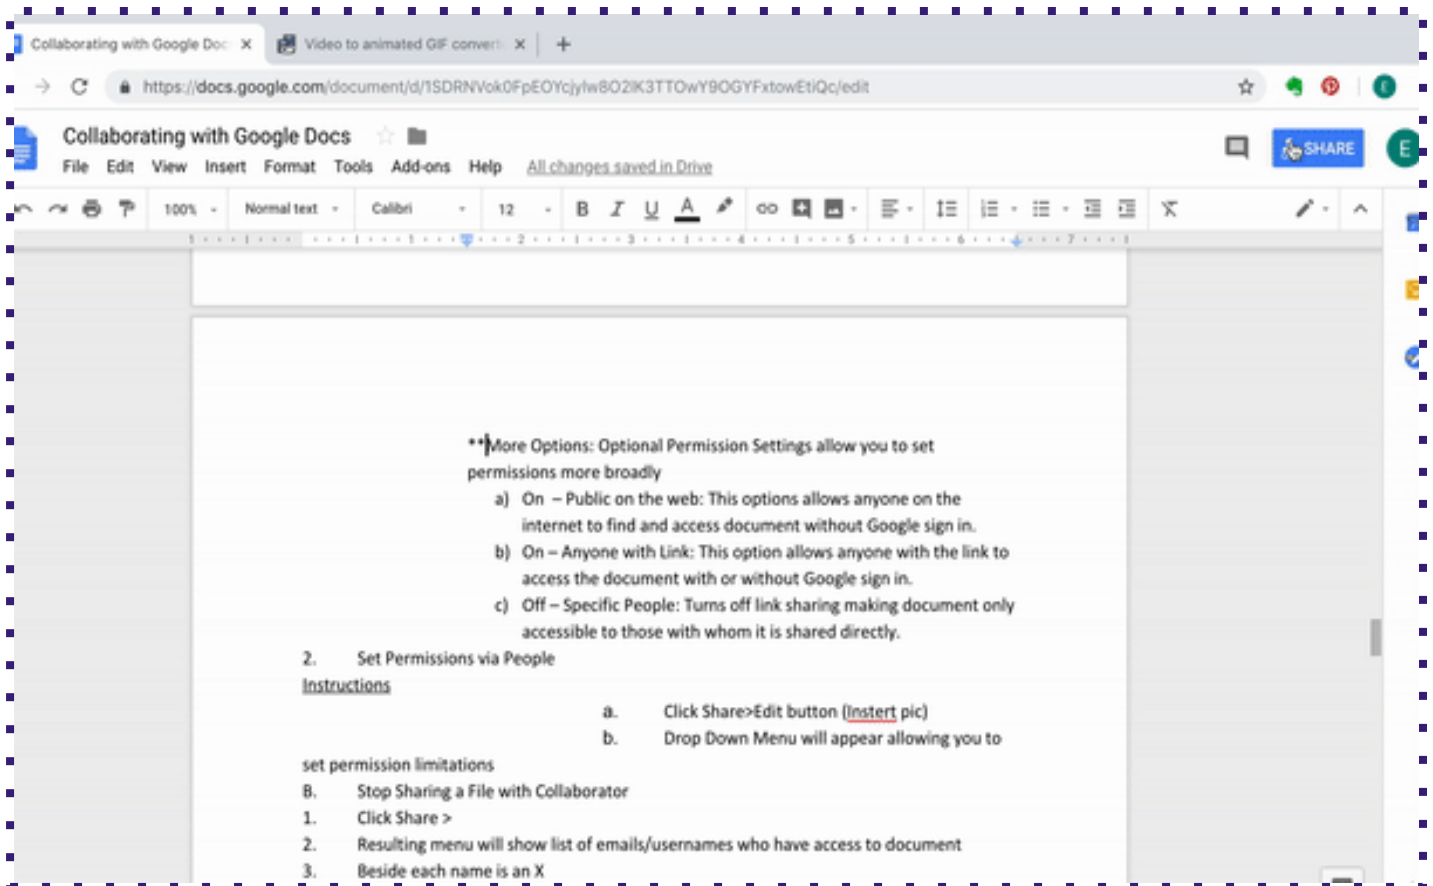 Collaborating with Google Doc
Video to animated GIF convert
https://docs.google.com/document/d/
/edit
Collaborating with Google Docs
SHARE
E
E
File Edit View Insert Format Tools Add-ons Help All changes saved in Drive
100% Normal text Calibri 12 B I U A
1 1 2 3 4 5 6 7
**More Options: Optional Permission Settings allow you to set
permissions more broadly
a) On – Public on the web: This options allows anyone on the
internet to find and access document without Google sign in.
b) On – Anyone with Link: This option allows anyone with the link to
access the document with or without Google sign in.
c) Off – Specific People: Turns off link sharing making document only
accessible to those with whom it is shared directly.
2. Set Permissions via People
Instructions
a. Click Share>Edit button (Instert pic)
b. Drop Down Menu will appear allowing you to
set permission limitations
B. Stop Sharing a File with Collaborator
1. Click Share >
2. Resulting menu will show list of emails/usernames who have access to document
3. Beside each name is an X